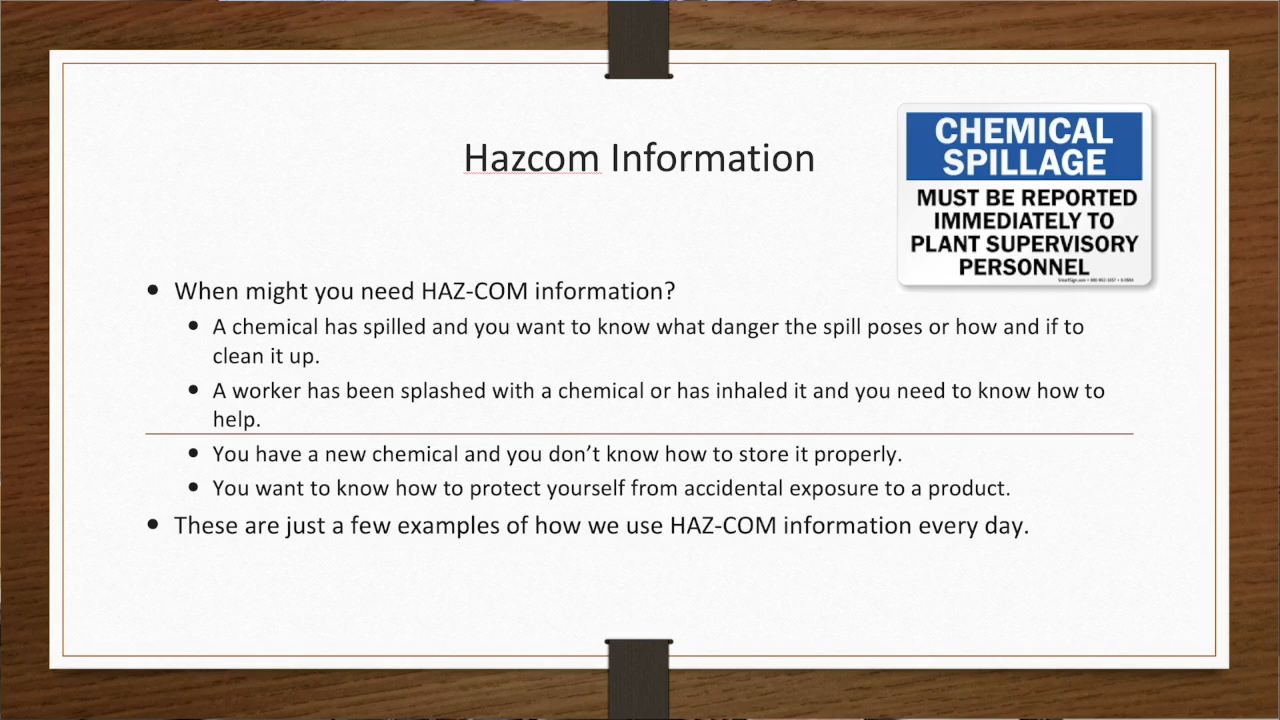 Hazcom Information
CHEMICAL
SPILLAGE
MUST BE REPORTED
IMMEDIATELY TO
PLANT SUPERVISORY
PERSONNEL
• When might you need HAZ-COM information?
• A chemical has spilled and you want to know what danger the spill poses or how and if to
clean it up.
• A worker has been splashed with a chemical or has inhaled it and you need to know how to
help.
• You have a new chemical and you don’t know how to store it properly.
• You want to know how to protect yourself from accidental exposure to a product.
• These are just a few examples of how we use HAZ-COM information every day.